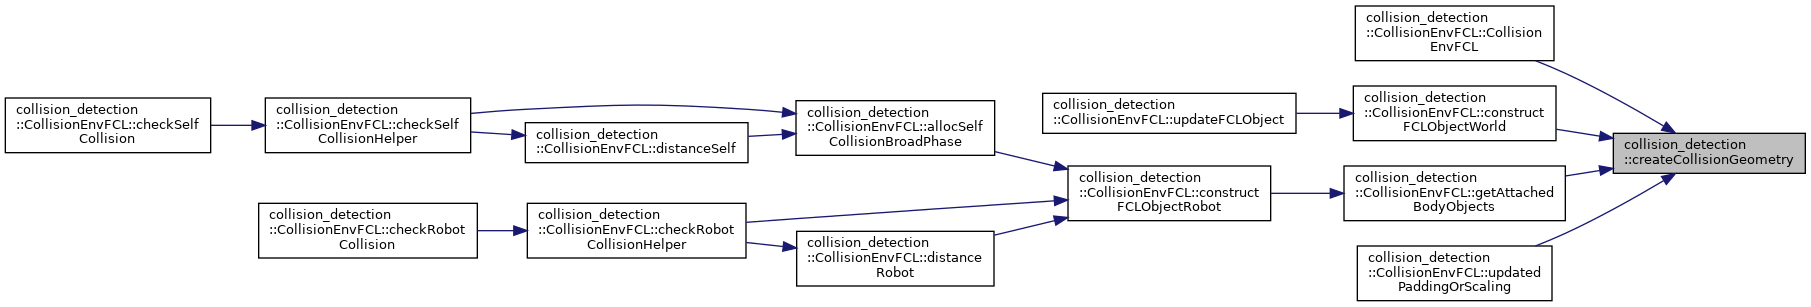 collision_detection
::CollisionEnvFCL::checkSelf
Collision
collision_detection
::CollisionEnvFCL::checkSelf
CollisionHelper
collision_detection
::CollisionEnvFCL::distanceSelf
collision_detection
::CollisionEnvFCL::allocSelf
CollisionBroadPhase
collision_detection
::CollisionEnvFCL::checkRobot
Collision
collision_detection
::CollisionEnvFCL::checkRobot
CollisionHelper
collision_detection
::CollisionEnvFCL::distance
Robot
collision_detection
::CollisionEnvFCL::updateFCLObject
collision_detection
::CollisionEnvFCL::construct
FCLObjectRobot
collision_detection
::CollisionEnvFCL::Collision
EnvFCL
collision_detection
::CollisionEnvFCL::construct
FCLObjectWorld
collision_detection
::CollisionEnvFCL::getAttached
BodyObjects
collision_detection
::CollisionEnvFCL::updated
PaddingOrScaling
collision_detection
::createCollisionGeometry